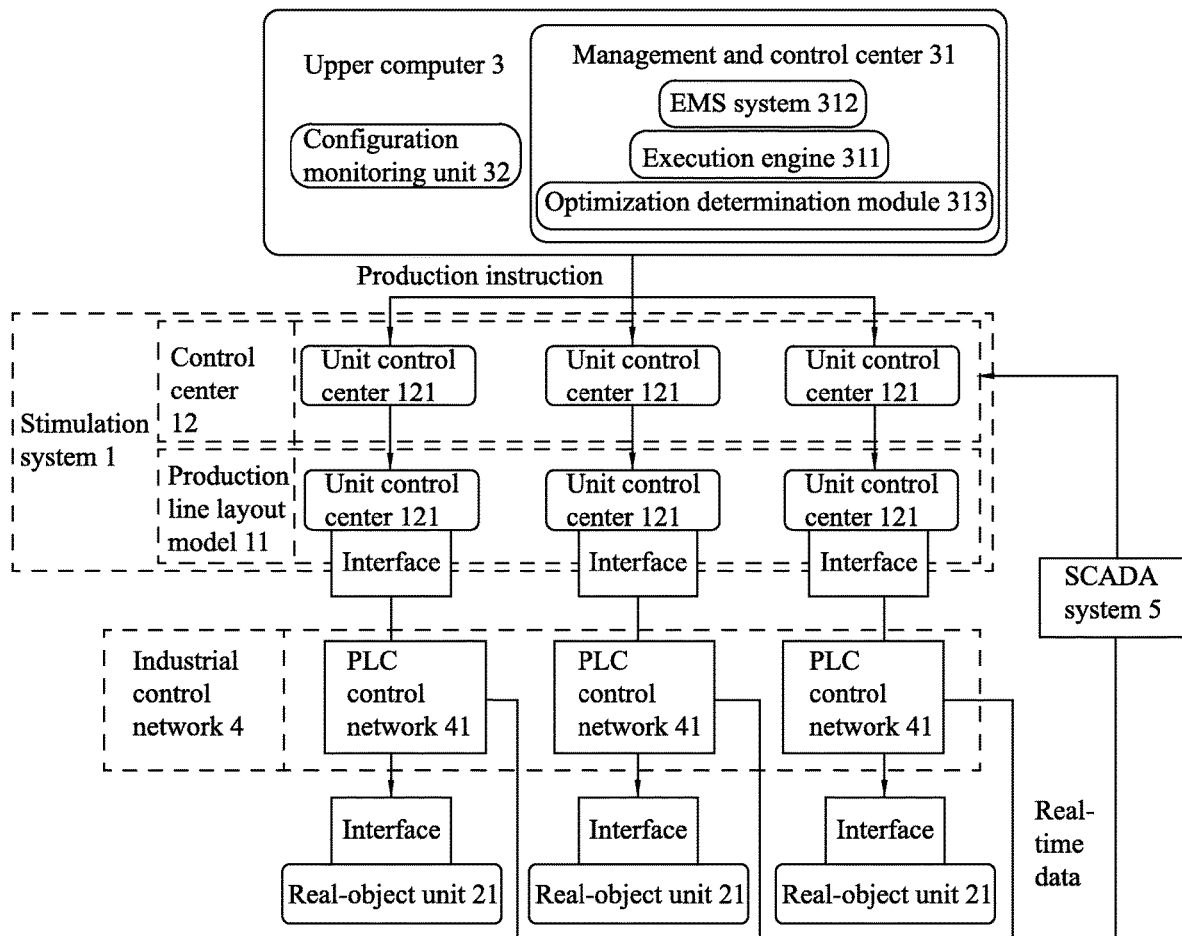 Upper computer 3
Management and control center 31
EMS system 312
Configuration
monitoring unit 32
Execution engine 311
Optimization determination module 313
Production instruction
Stimulation
system 1
Control
center
12
Unit control
center 121
Unit control
center 121
Unit control
center 121
Production
line layout
model 11
Unit control
center 121
Unit control
center 121
Unit control
center 121
Interface
Interface
Interface
SCADA
system 5
Industrial
control
network 4
PLC
control
network 41
PLC
control
network 41
PLC
control
network 41
Interface
Interface
Interface
Real-
time
data
Real-object unit 21
Real-object unit 21
Real-object unit 21